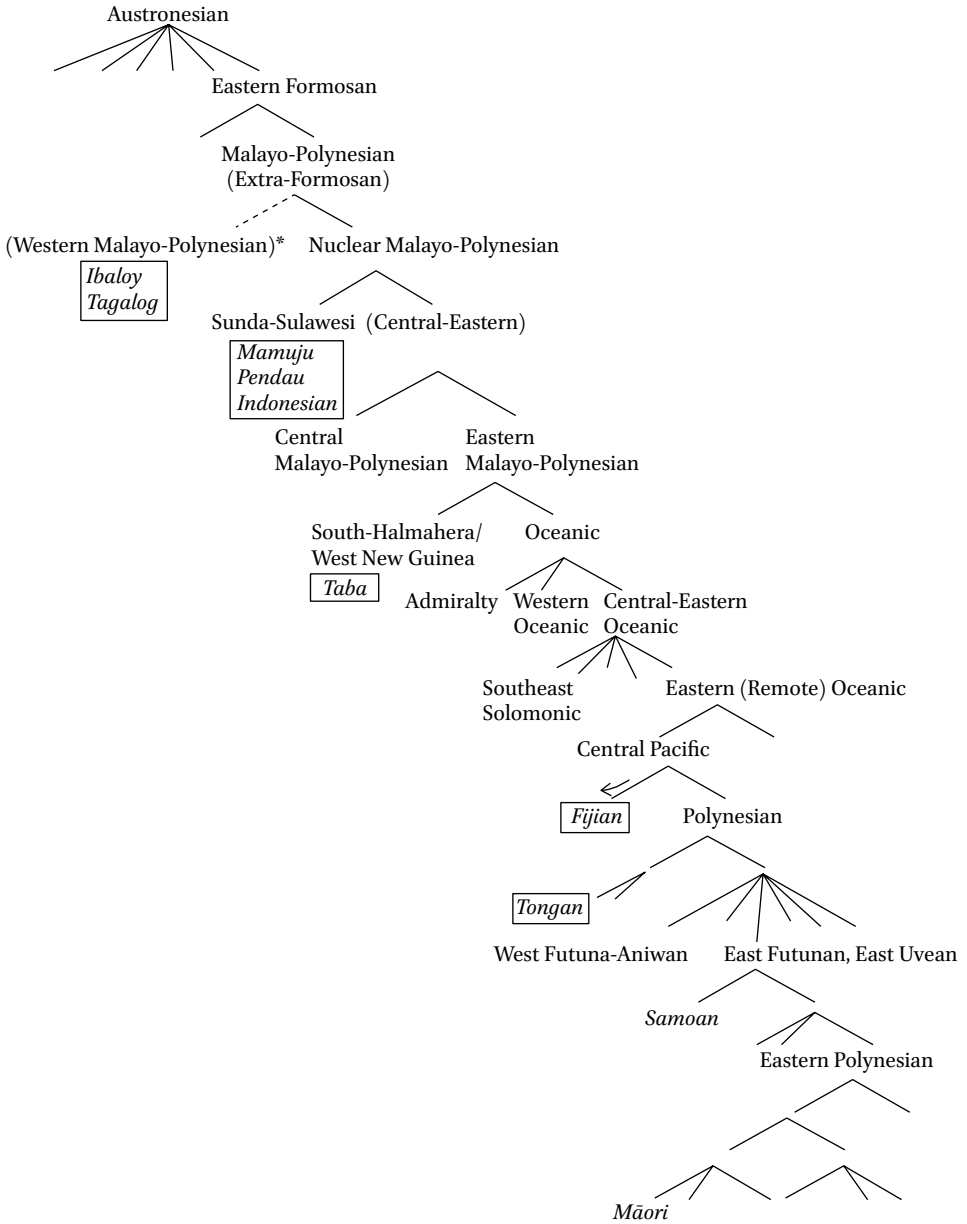 Austronesian
Eastern Formosan
Malayo-Polynesian
(Extra-Formosan)
(Western Malayo-Polynesian)* Nuclear Malayo-Polynesian
Ibaloy
Tagalog
Sunda-Sulawesi (Central-Eastern)
Mamuju
Pendau
Indonesian
Central
Malayo-Polynesian
Eastern
Malayo-Polynesian
South-Halmahera/
West New Guinea
Oceanic
Taba
Admiralty
Western
Oceanic
Central-Eastern
Oceanic
Southeast
Solomonic
Eastern (Remote) Oceanic
Central Pacific
Fijian
Polynesian
Tongan
West Futuna-Aniwan
East Futunan, East Uvean
Samoan
Eastern Polynesian
Māori